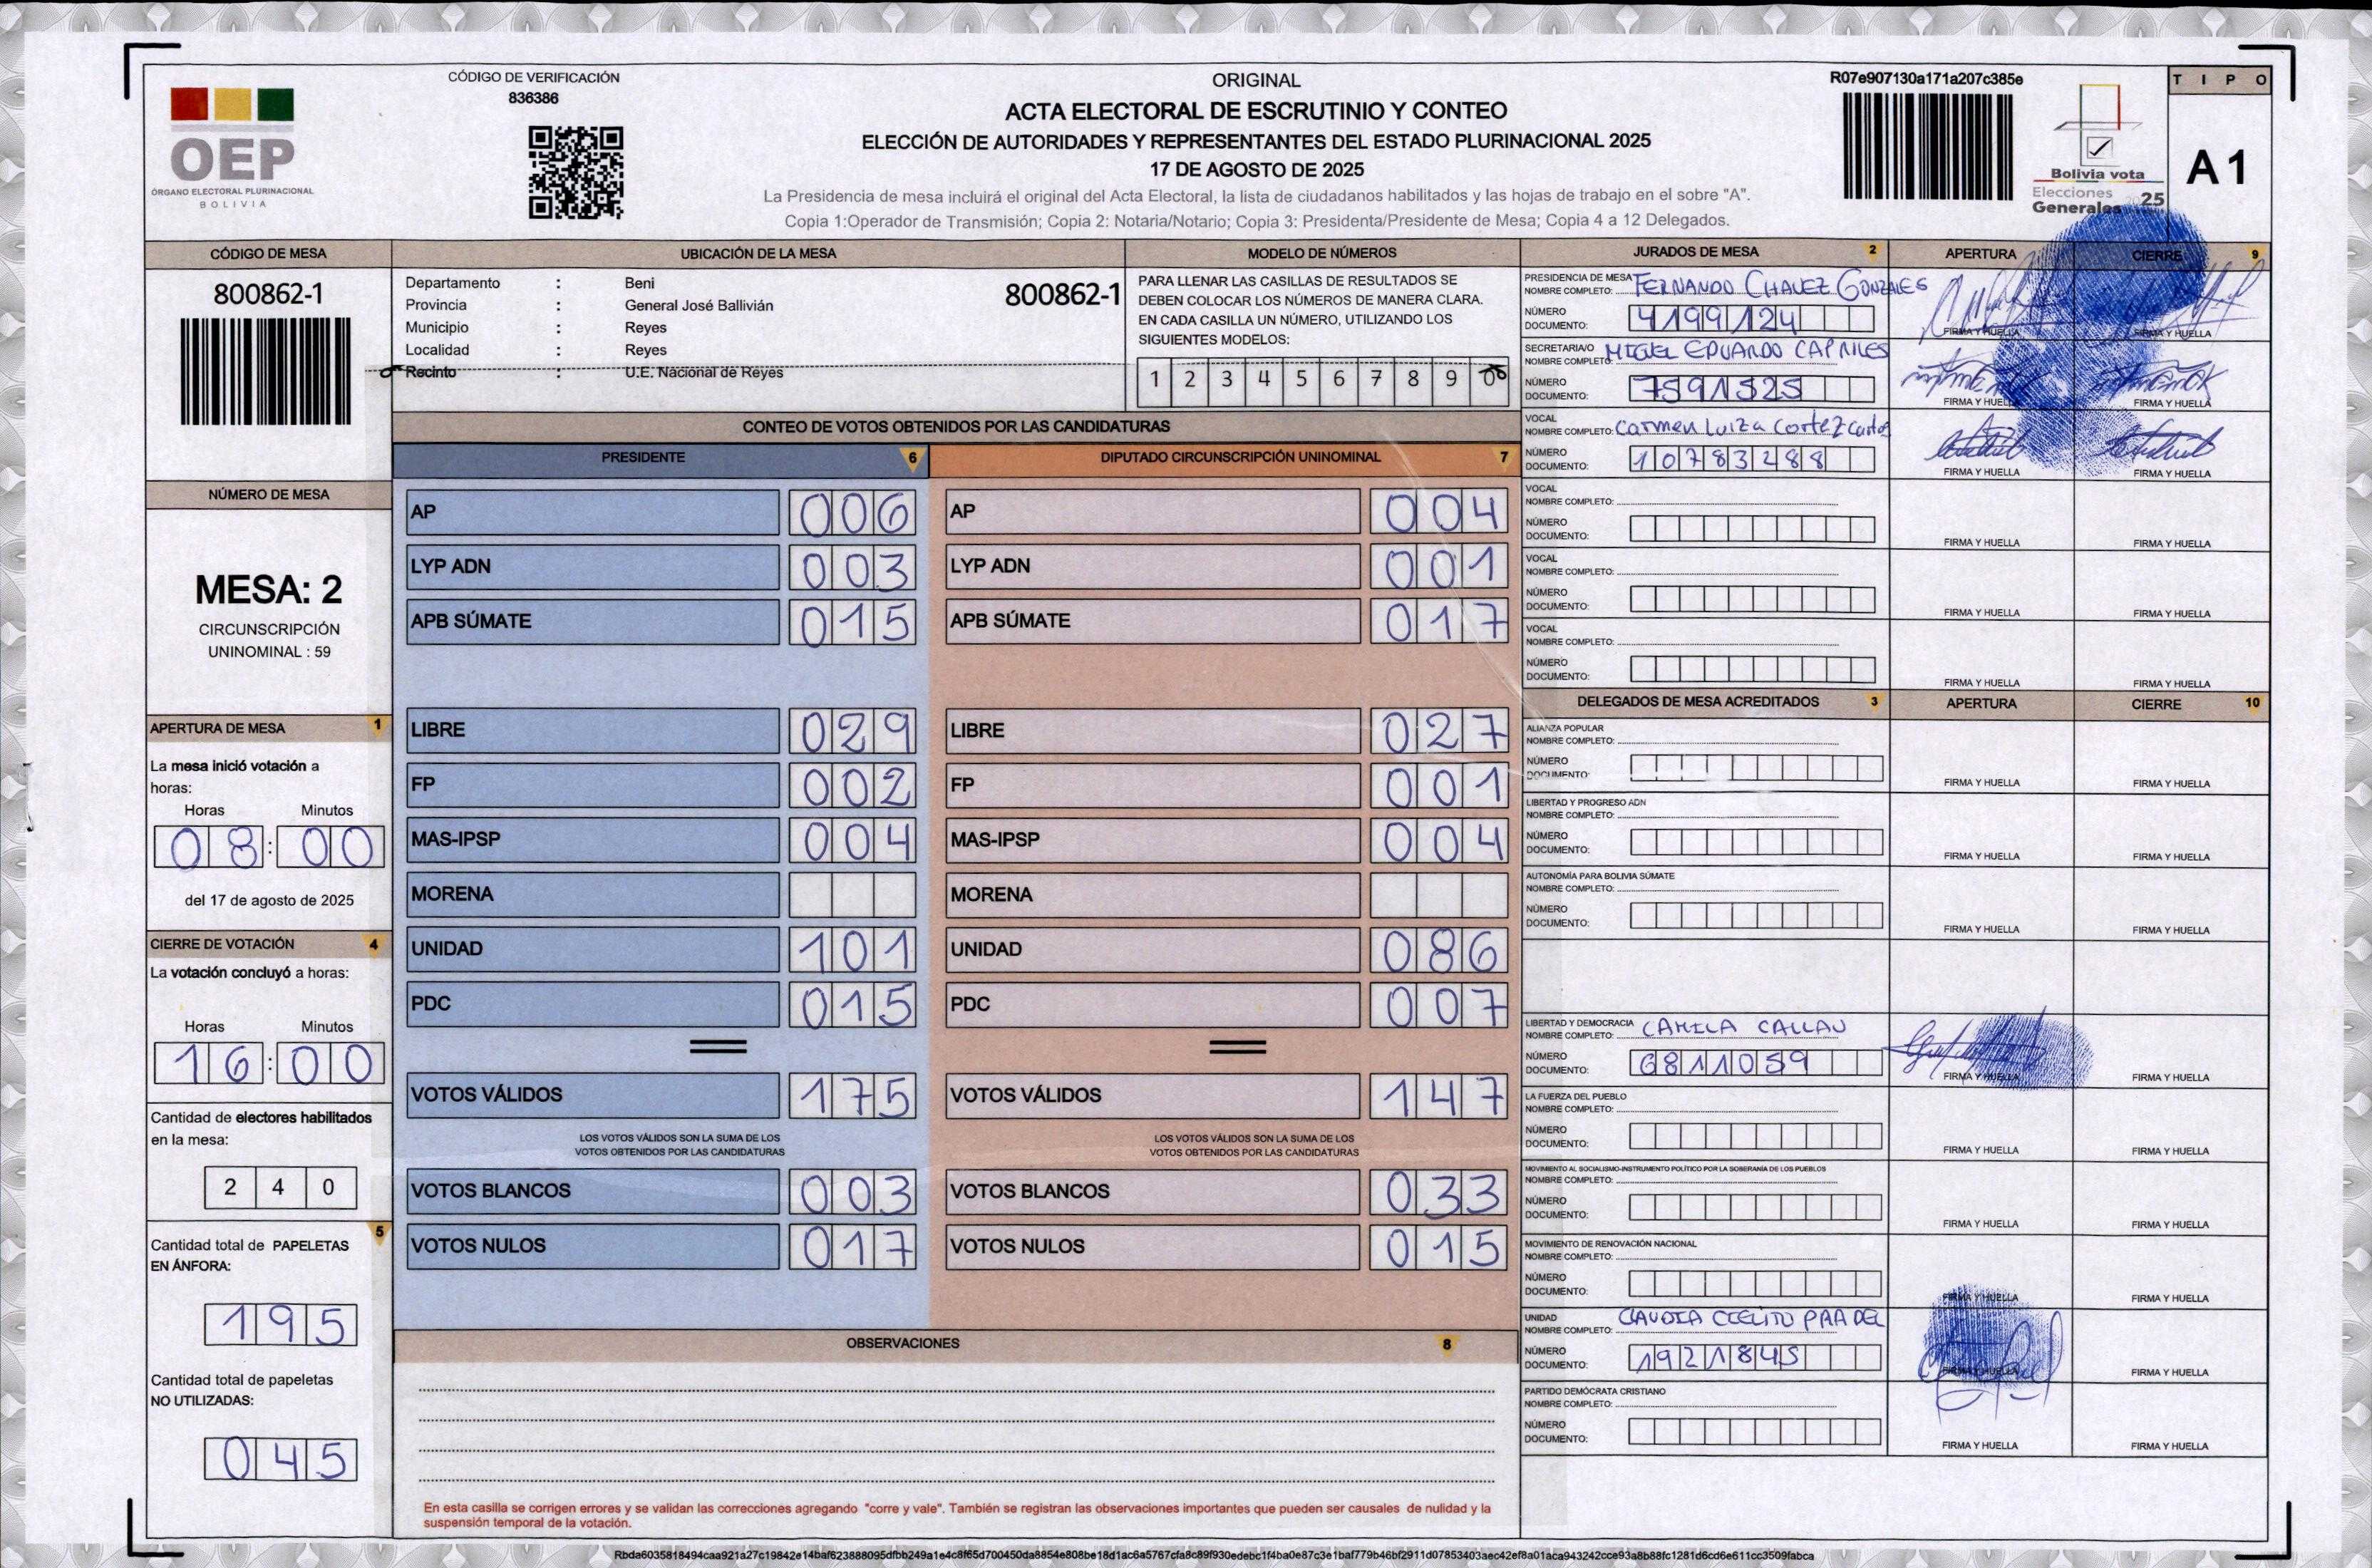 CÓDIGO DE VERIFICACIÓN
836386
OEP
ÓRGANO ELECTORAL PLURINACIONAL
BOLIVIA
ORIGINAL
ACTA ELECTORAL DE ESCRUTINIO Y CONTEO
ELECCIÓN DE AUTORIDADES Y REPRESENTANTES DEL ESTADO PLURINACIONAL 2025
17 DE AGOSTO DE 2025
La Presidencia de mesa incluirá el original del Acta Electoral, la lista de ciudadanos habilitados y las hojas de trabajo en el sobre "A".
Copia 1:Operador de Transmisión; Copia 2: Notaria/Notario; Copia 3: Presidenta/Presidente de Mesa; Copia 4 a 12 Delegados.
R07e907130a171a207c385e
Bolivia vota
Elecciones
Generales 25
TIPO
A1
CÓDIGO DE MESA
800862-1
NÚMERO DE MESA
MESA: 2
CIRCUNSCRIPCIÓN
UNINOMINAL : 59
APERTURA DE MESA 1
La mesa inició votación a
horas:
Horas Minutos
08:00
del 17 de agosto de 2025
CIERRE DE VOTACIÓN 4
La votación concluyó a horas:
Horas Minutos
16:00
Cantidad de electores habilitados
en la mesa:
240
5
Cantidad total de PAPELETAS
EN ÁNFORA:
195
Cantidad total de papeletas
NO UTILIZADAS:
045
UBICACIÓN DE LA MESA
Departamento : Beni
800862-1
Provincia : General José Ballivián
Municipio : Reyes
Localidad : Reyes
Recinto : U.E. Nacional de Reyes
MODELO DE NÚMEROS
PARA LLENAR LAS CASILLAS DE RESULTADOS SE
DEBEN COLOCAR LOS NÚMEROS DE MANERA CLARA.
EN CADA CASILLA UN NÚMERO, UTILIZANDO LOS
SIGUIENTES MODELOS:
1 2 3 4 5 6 7 8 9 0
CONTEO DE VOTOS OBTENIDOS POR LAS CANDIDATURAS
PRESIDENTE 6
AP 006
LYP ADN 003
APB SÚMATE 015
LIBRE 029
FP 002
MAS-IPSP 004
MORENA
UNIDAD 101
PDC 015
VOTOS VÁLIDOS 175
LOS VOTOS VÁLIDOS SON LA SUMA DE LOS
VOTOS OBTENIDOS POR LAS CANDIDATURAS
VOTOS BLANCOS 003
VOTOS NULOS 017
DIPUTADO CIRCUNSCRIPCIÓN UNINOMINAL 7
AP 004
LYP ADN 001
APB SÚMATE 017
LIBRE 027
FP 001
MAS-IPSP 004
MORENA
UNIDAD 086
PDC 007
VOTOS VÁLIDOS 147
LOS VOTOS VÁLIDOS SON LA SUMA DE LOS
VOTOS OBTENIDOS POR LAS CANDIDATURAS
VOTOS BLANCOS 033
VOTOS NULOS 015
OBSERVACIONES 8
En esta casilla se corrigen errores y se validan las correcciones agregando "corre y vale". También se registran las observaciones importantes que pueden ser causales de nulidad y la
suspensión temporal de la votación.
JURADOS DE MESA 2 APERTURA CIERRE 9
PRESIDENCIA DE MESA
NOMBRE COMPLETO: FERNANDO CHAVEZ GONZALES
NÚMERO
DOCUMENTO: 4199124 FIRMA Y HUELLA FIRMA Y HUELLA
SECRETARIA/O
NOMBRE COMPLETO: MIGUEL EDUARDO CAPRILES
NÚMERO
DOCUMENTO: 7591525 FIRMA Y HUELLA FIRMA Y HUELLA
VOCAL
NOMBRE COMPLETO: Carmen Luiza Cortez
NÚMERO
DOCUMENTO: 10783288 FIRMA Y HUELLA FIRMA Y HUELLA
VOCAL
NOMBRE COMPLETO:
NÚMERO
DOCUMENTO: FIRMA Y HUELLA FIRMA Y HUELLA
VOCAL
NOMBRE COMPLETO:
NÚMERO
DOCUMENTO: FIRMA Y HUELLA FIRMA Y HUELLA
VOCAL
NOMBRE COMPLETO:
NÚMERO
DOCUMENTO: FIRMA Y HUELLA FIRMA Y HUELLA
DELEGADOS DE MESA ACREDITADOS 3 APERTURA CIERRE 10
ALIANZA POPULAR
NOMBRE COMPLETO:
NÚMERO
DOCUMENTO: FIRMA Y HUELLA FIRMA Y HUELLA
LIBERTAD Y PROGRESO ADN
NOMBRE COMPLETO:
NÚMERO
DOCUMENTO: FIRMA Y HUELLA FIRMA Y HUELLA
AUTONOMÍA PARA BOLIVIA SÚMATE
NOMBRE COMPLETO:
NÚMERO
DOCUMENTO: FIRMA Y HUELLA FIRMA Y HUELLA
LIBERTAD Y DEMOCRACIA
NOMBRE COMPLETO: CAMILA CALLAU
NÚMERO
DOCUMENTO: 6811059 FIRMA Y HUELLA FIRMA Y HUELLA
LA FUERZA DEL PUEBLO
NOMBRE COMPLETO:
NÚMERO
DOCUMENTO: FIRMA Y HUELLA FIRMA Y HUELLA
MOVIMIENTO AL SOCIALISMO-INSTRUMENTO POLÍTICO POR LA SOBERANÍA DE LOS PUEBLOS
NOMBRE COMPLETO:
NÚMERO
DOCUMENTO: FIRMA Y HUELLA FIRMA Y HUELLA
MOVIMIENTO DE RENOVACIÓN NACIONAL
NOMBRE COMPLETO:
NÚMERO
DOCUMENTO: FIRMA Y HUELLA FIRMA Y HUELLA
UNIDAD
NOMBRE COMPLETO: CLAUDIA CIELITO
NÚMERO
DOCUMENTO: 1921845 FIRMA Y HUELLA FIRMA Y HUELLA
PARTIDO DEMÓCRATA CRISTIANO
NOMBRE COMPLETO:
NÚMERO
DOCUMENTO: FIRMA Y HUELLA FIRMA Y HUELLA